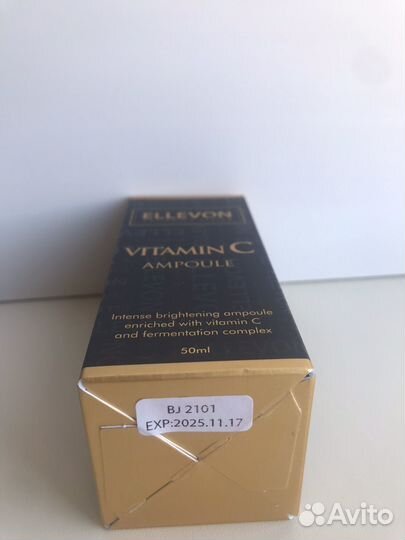 ELLEVON
VITAMIN C
AMPOULE
Intense brightening ampoule
enriched with vitamin C
and fermentation complex
50ml
BJ 2101
EXP:2025.11.17
Avito